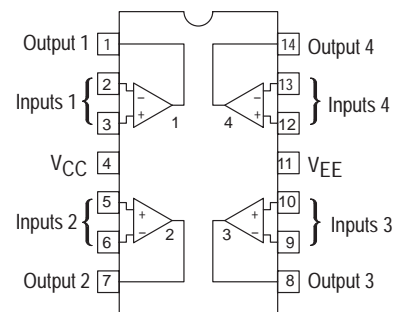 Output 1 1 14 Output 4
2 − − 13
Inputs 1 { } Inputs 4
3 + 1 4 + 12
VCC 4 11 VEE
5 + + 10
Inputs 2 { } Inputs 3
6 − 2 3 − 9
Output 2 7 8 Output 3